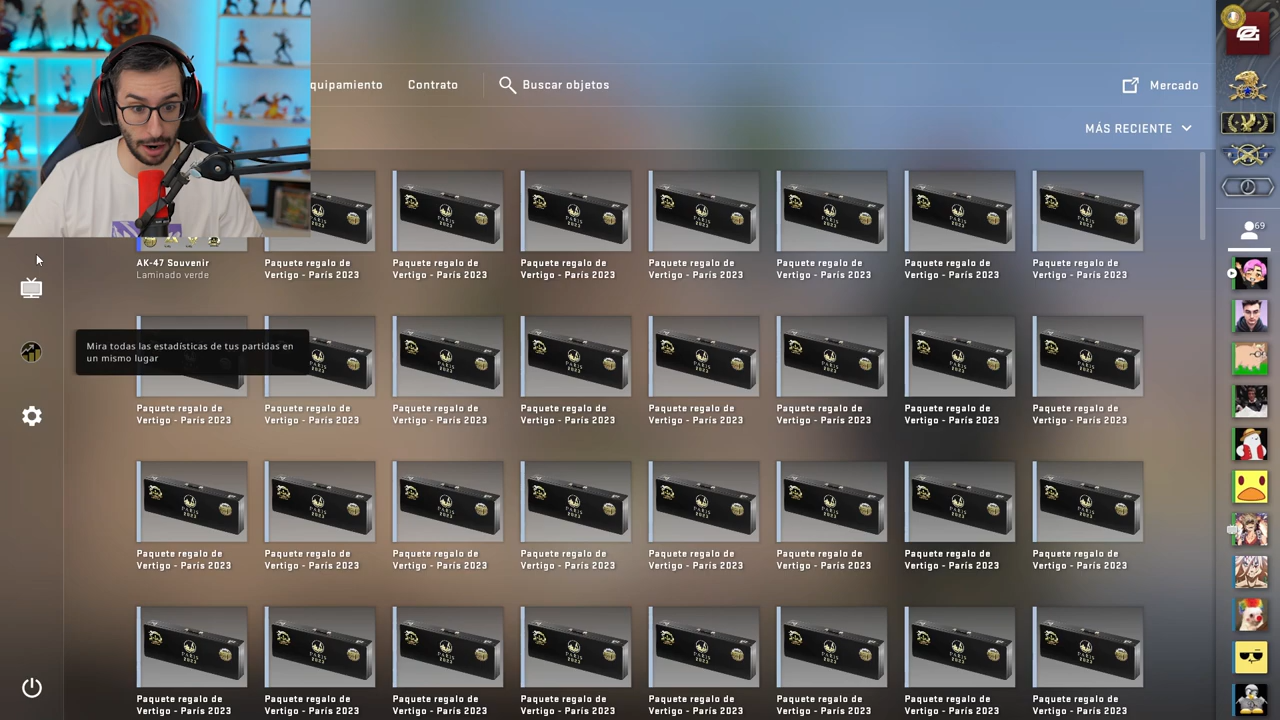 quipamiento
Contrato
Buscar objetos
Mercado
MÁS RECIENTE
69
AK-47 Souvenir
Laminado verde
Paquete regalo de
Vertigo - París 2023
Paquete regalo de
Vertigo - París 2023
Paquete regalo de
Vertigo - París 2023
Paquete regalo de
Vertigo - París 2023
Paquete regalo de
Vertigo - París 2023
Paquete regalo de
Vertigo - París 2023
Paquete regalo de
Vertigo - París 2023
Mira todas las estadísticas de tus partidas en
un mismo lugar
Paquete regalo de
Vertigo - París 2023
Paquete regalo de
Vertigo - París 2023
Paquete regalo de
Vertigo - París 2023
Paquete regalo de
Vertigo - París 2023
Paquete regalo de
Vertigo - París 2023
Paquete regalo de
Vertigo - París 2023
Paquete regalo de
Vertigo - París 2023
Paquete regalo de
Vertigo - París 2023
Paquete regalo de
Vertigo - París 2023
Paquete regalo de
Vertigo - París 2023
Paquete regalo de
Vertigo - París 2023
Paquete regalo de
Vertigo - París 2023
Paquete regalo de
Vertigo - París 2023
Paquete regalo de
Vertigo - París 2023
Paquete regalo de
Vertigo - París 2023
Paquete regalo de
Vertigo - París 2023
Paquete regalo de
Vertigo - París 2023
Paquete regalo de
Vertigo - París 2023
Paquete regalo de
Vertigo - París 2023
Paquete regalo de
Vertigo - París 2023
Paquete regalo de
Vertigo - París 2023
Paquete regalo de
Vertigo - París 2023
Paquete regalo de
Vertigo - París 2023
Paquete regalo de
Vertigo - París 2023